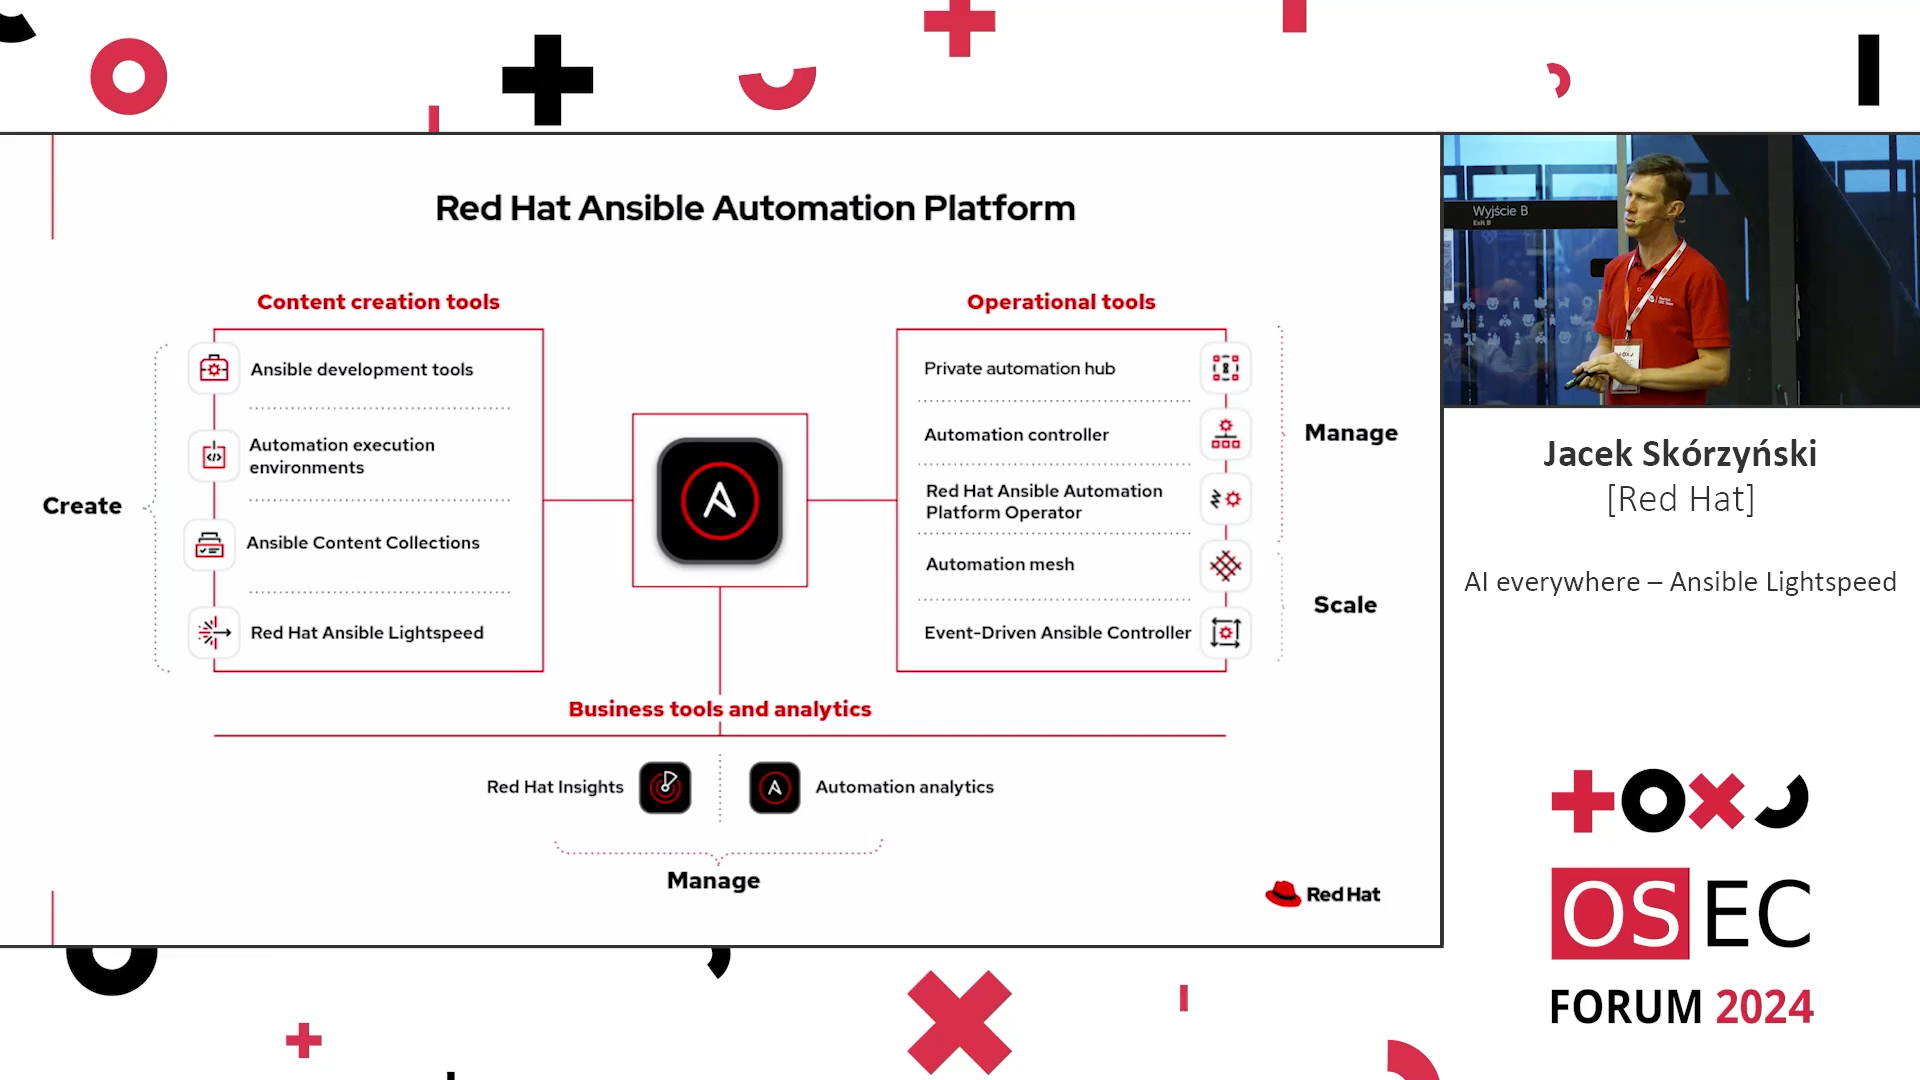 Red Hat Ansible Automation Platform
Content creation tools
Ansible development tools
Automation execution
environments
Ansible Content Collections
Red Hat Ansible Lightspeed
Create
Operational tools
Private automation hub
Automation controller
Red Hat Ansible Automation
Platform Operator
Automation mesh
Event-Driven Ansible Controller
Manage
Scale
Business tools and analytics
Red Hat Insights
Automation analytics
Manage
Red Hat
Wyjście B
Exit B
Jacek Skórzyński
[Red Hat]
AI everywhere – Ansible Lightspeed
OSEC
FORUM 2024